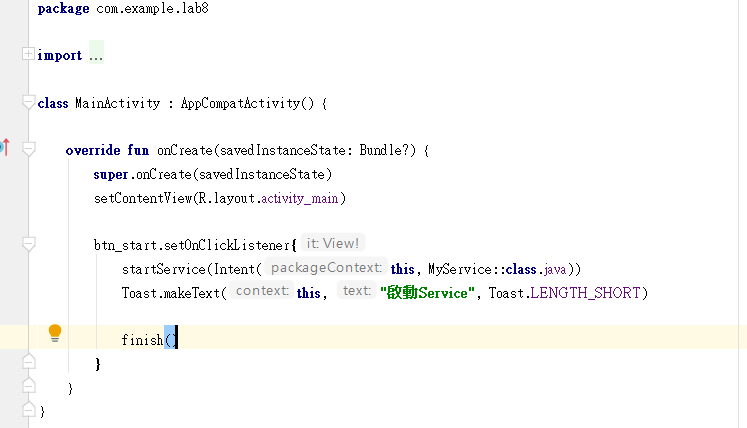 package com.example.lab8
import ...
class MainActivity : AppCompatActivity() {
override fun onCreate(savedInstanceState: Bundle?) {
super.onCreate(savedInstanceState)
setContentView(R.layout.activity_main)
btn_start.setOnClickListener{ it: View!
startService(Intent( packageContext: this, MyService::class.java))
Toast.makeText( context: this, text: "啟動Service", Toast.LENGTH_SHORT)
finish()
}
}
}